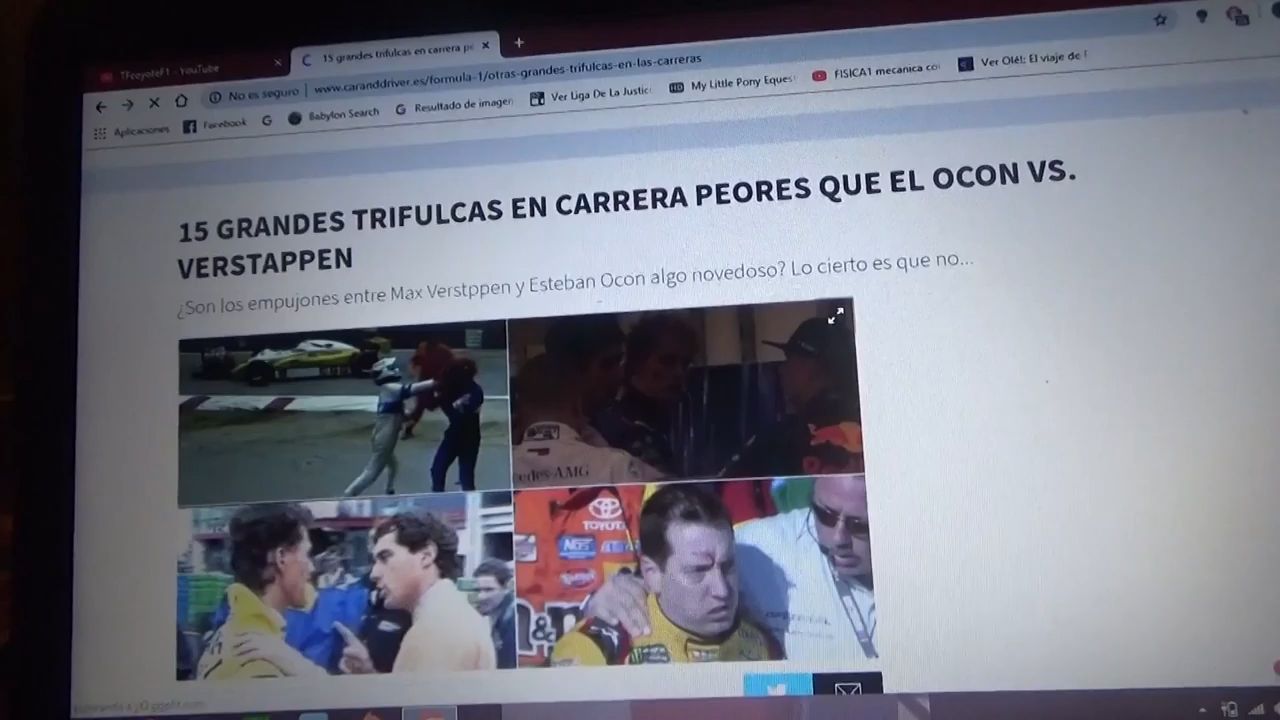 TFcoyoteF1 - YouTube
15 grandes trifulcas en carrera pe
No es seguro | www.caranddriver.es/formula-1/otras-grandes-trifulcas-en-las-carreras
Aplicaciones
Facebook
Babylon Search
Resultado de imagen
Ver Liga De La Justic
My Little Pony Eques
FISICA1 mecanica co
Ver Olé!: El viaje de F
15 GRANDES TRIFULCAS EN CARRERA PEORES QUE EL OCON VS.
VERSTAPPEN
¿Son los empujones entre Max Verstppen y Esteban Ocon algo novedoso? Lo cierto es que no...
edes-AMG
TOYOT
NOS
m&